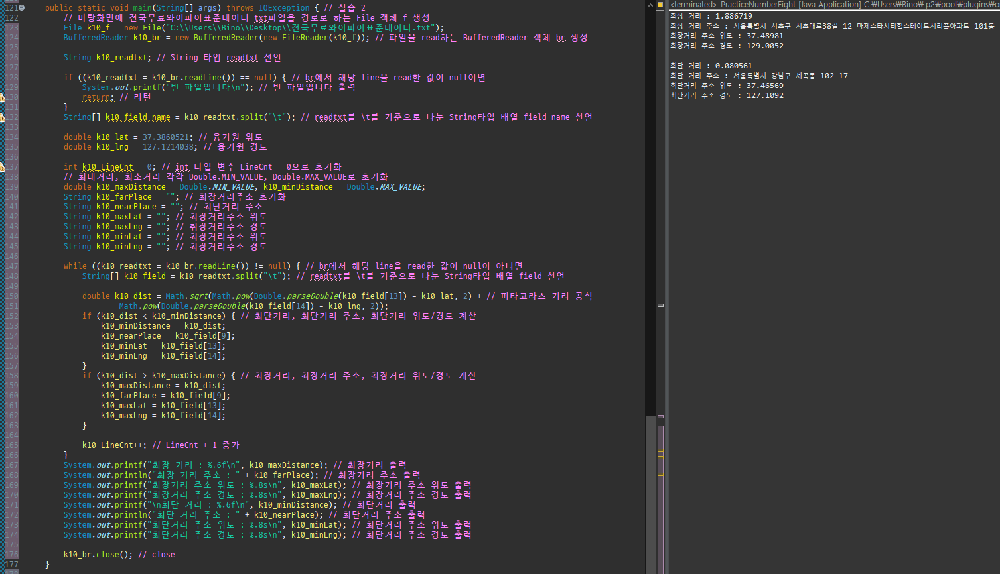 121 public static void main(String[] args) throws IOException { // 실습 2
122 // 바탕화면에 전국무료와이파이표준데이터 txt파일을 경로로 하는 File 객체 f 생성
123 File k10_f = new File("C:\\Users\\Bino\\Desktop\\전국무료와이파이표준데이터.txt");
124 BufferedReader k10_br = new BufferedReader(new FileReader(k10_f)); // 파일을 read하는 BufferedReader 객체 br 생성
125
126 String k10_readtxt; // String 타입 readtxt 선언
127
128 if ((k10_readtxt = k10_br.readLine()) == null) { // br에서 해당 line을 read한 값이 null이면
129 System.out.printf("빈 파일입니다\n"); // 빈 파일입니다 출력
130 return; // 리턴
131 }
132 String[] k10_field_name = k10_readtxt.split("\t"); // readtxt를 \t를 기준으로 나눈 String타입 배열 field_name 선언
133
134 double k10_lat = 37.3860521; // 융기원 위도
135 double k10_lng = 127.1214038; // 융기원 경도
136
137 int k10_LineCnt = 0; // int 타입 변수 LineCnt = 0으로 초기화
138 // 최대거리, 최소거리 각각 Double.MIN_VALUE, Double.MAX_VALUE로 초기화
139 double k10_maxDistance = Double.MIN_VALUE, k10_minDistance = Double.MAX_VALUE;
140 String k10_farPlace = ""; // 최장거리주소 초기화
141 String k10_nearPlace = ""; // 최단거리 주소
142 String k10_maxLat = ""; // 최장거리주소 위도
143 String k10_maxLng = ""; // 취장거리주소 경도
144 String k10_minLat = ""; // 최장거리주소 위도
145 String k10_minLng = ""; // 최장거리주소 경도
146
147 while ((k10_readtxt = k10_br.readLine()) != null) { // br에서 해당 line을 read한 값이 null이 아니면
148 String[] k10_field = k10_readtxt.split("\t"); // readtxt를 \t를 기준으로 나눈 String타입 배열 field 선언
149
150 double k10_dist = Math.sqrt(Math.pow(Double.parseDouble(k10_field[13]) - k10_lat, 2) + // 피타고라스 거리 공식
151 Math.pow(Double.parseDouble(k10_field[14]) - k10_lng, 2));
152 if (k10_dist < k10_minDistance) { // 최단거리, 최단거리 주소, 최단거리 위도/경도 계산
153 k10_minDistance = k10_dist;
154 k10_nearPlace = k10_field[9];
155 k10_minLat = k10_field[13];
156 k10_minLng = k10_field[14];
157 }
158 if (k10_dist > k10_maxDistance) { // 최장거리, 최장거리 주소, 최장거리 위도/경도 계산
159 k10_maxDistance = k10_dist;
160 k10_farPlace = k10_field[9];
161 k10_maxLat = k10_field[13];
162 k10_maxLng = k10_field[14];
163 }
164
165 k10_LineCnt++; // LineCnt + 1 증가
166 }
167 System.out.printf("최장 거리 : %.6f\n", k10_maxDistance); // 최장거리 출력
168 System.out.println("최장 거리 주소 : " + k10_farPlace); // 최장거리 주소 출력
169 System.out.printf("최장거리 주소 위도 : %.8s\n", k10_maxLat); // 최장거리 주소 위도 출력
170 System.out.printf("최장거리 주소 경도 : %.8s\n", k10_maxLng); // 최장거리 주소 경도 출력
171 System.out.printf("\n최단 거리 : %.6f\n", k10_minDistance); // 최단거리 출력
172 System.out.println("최단 거리 주소 : " + k10_nearPlace); // 최단거리 주소 출력
173 System.out.printf("최단거리 주소 위도 : %.8s\n", k10_minLat); // 최단거리 주소 위도 출력
174 System.out.printf("최단거리 주소 경도 : %.8s\n", k10_minLng); // 최단거리 주소 경도 출력
175
176 k10_br.close(); // close
177 }
<terminated> PracticeNumberEight [Java Application] C:₩Users₩Bino₩.p2₩pool₩plugins₩o
최장 거리 : 1.886719
최장 거리 주소 : 서울특별시 서초구 서초대로38길 12 마제스타시티힐스테이트서리풀아파트 101동
최장거리 주소 위도 : 37.48981
최장거리 주소 경도 : 129.0052

최단 거리 : 0.080561
최단 거리 주소 : 서울특별시 강남구 세곡동 102-17
최단거리 주소 위도 : 37.46569
최단거리 주소 경도 : 127.1092